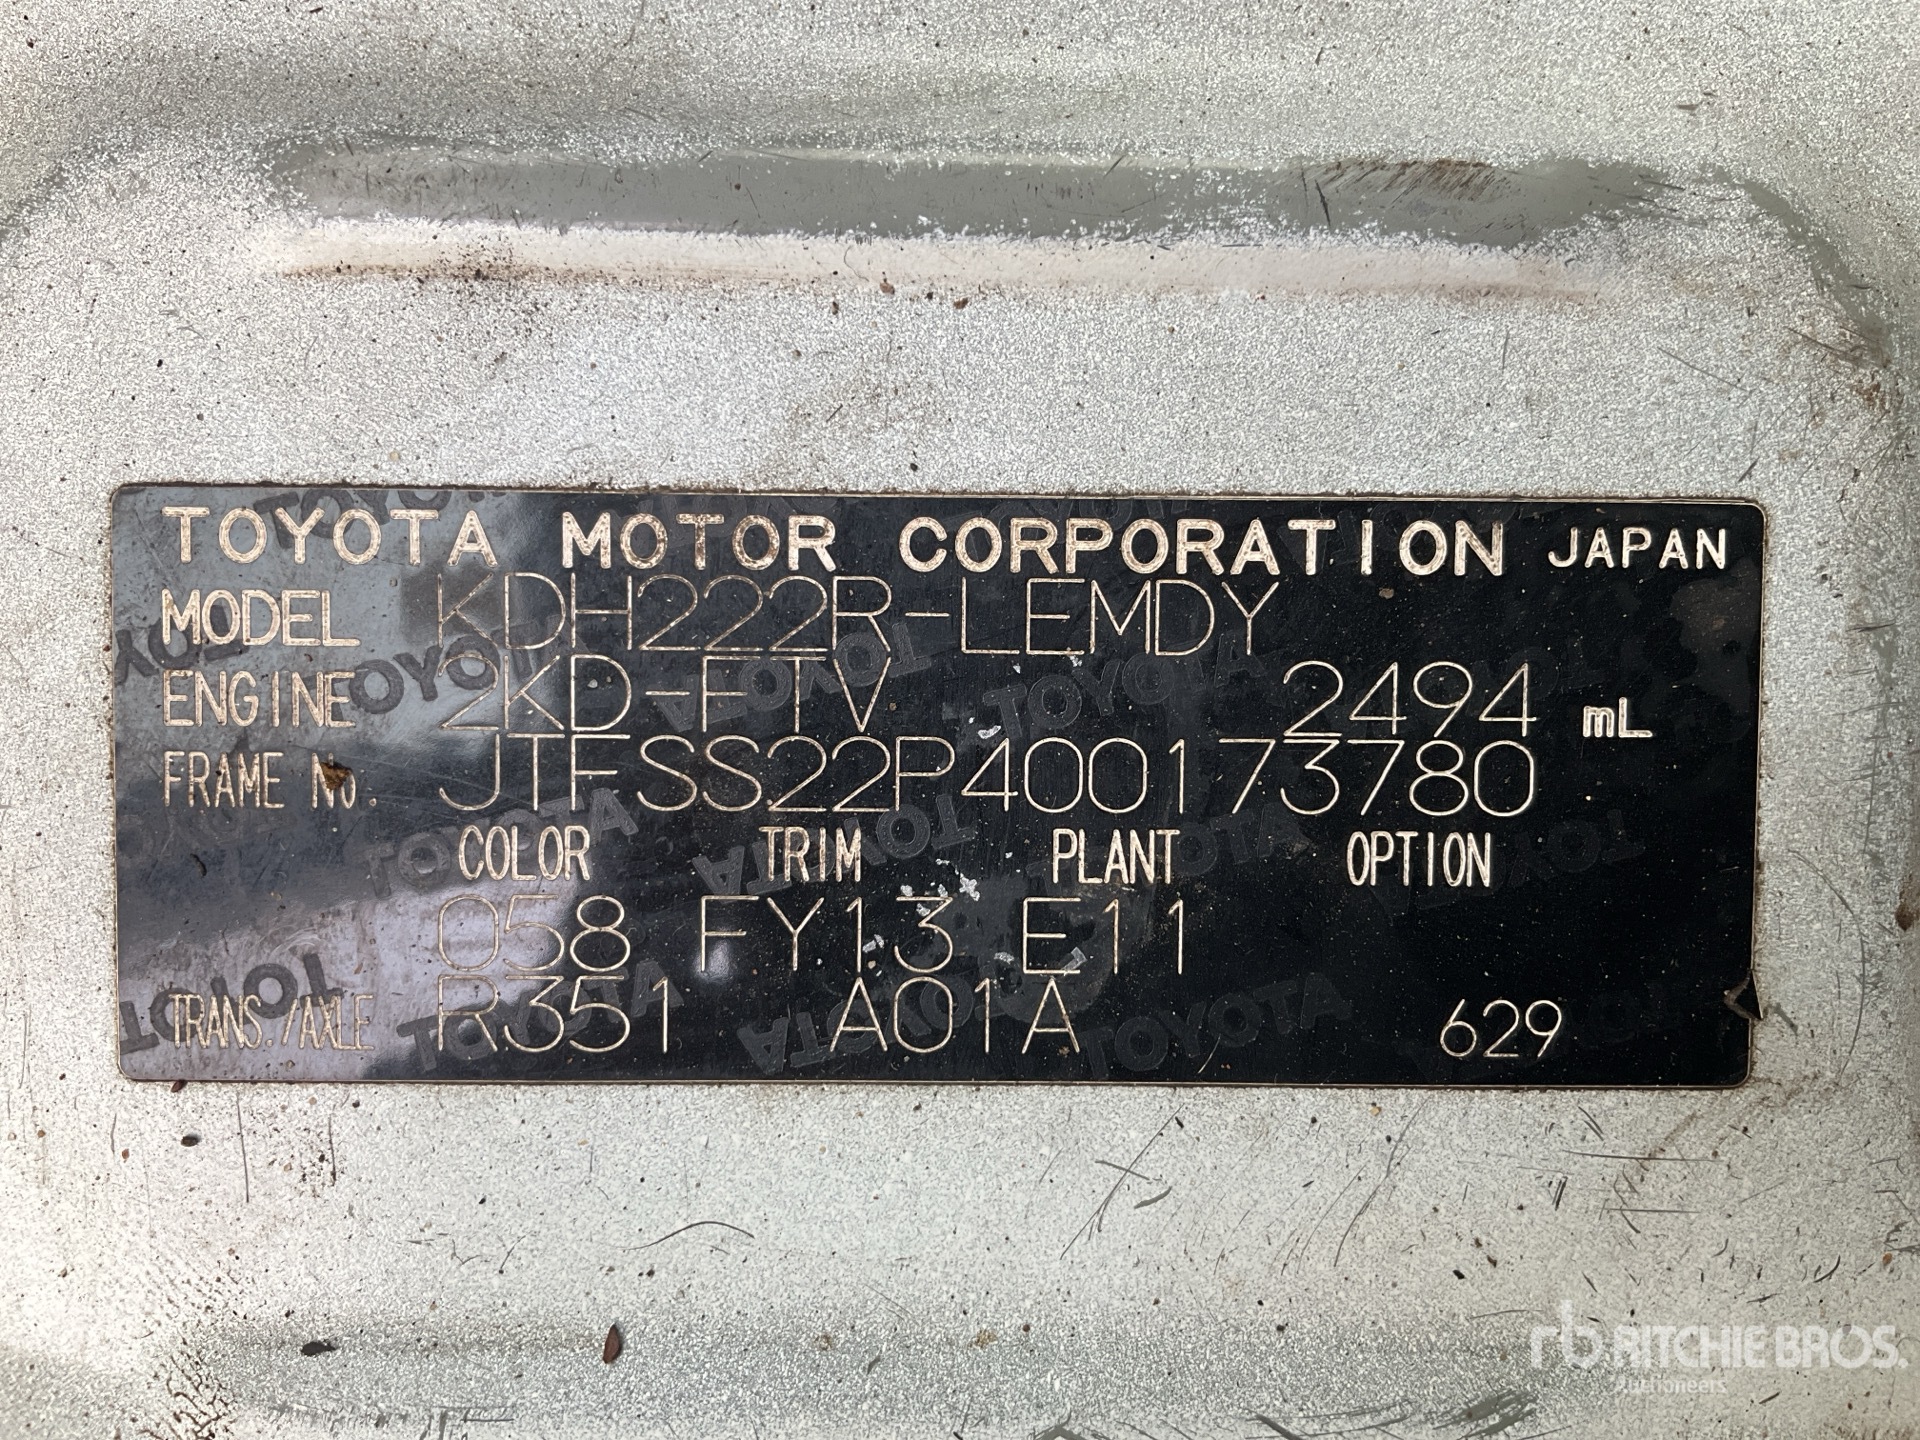 TOYOTA MOTOR CORPORATION JAPAN
MODEL KDH222R-LEMDY
ENGINE 2KD-FTV 2494 mL
FRAME No. JTFSS22P400173780
COLOR TRIM PLANT OPTION
058 FY13 E11
TRANS./AXLE R351 A01A 629
rb RITCHIE BROS.
Auctioneers